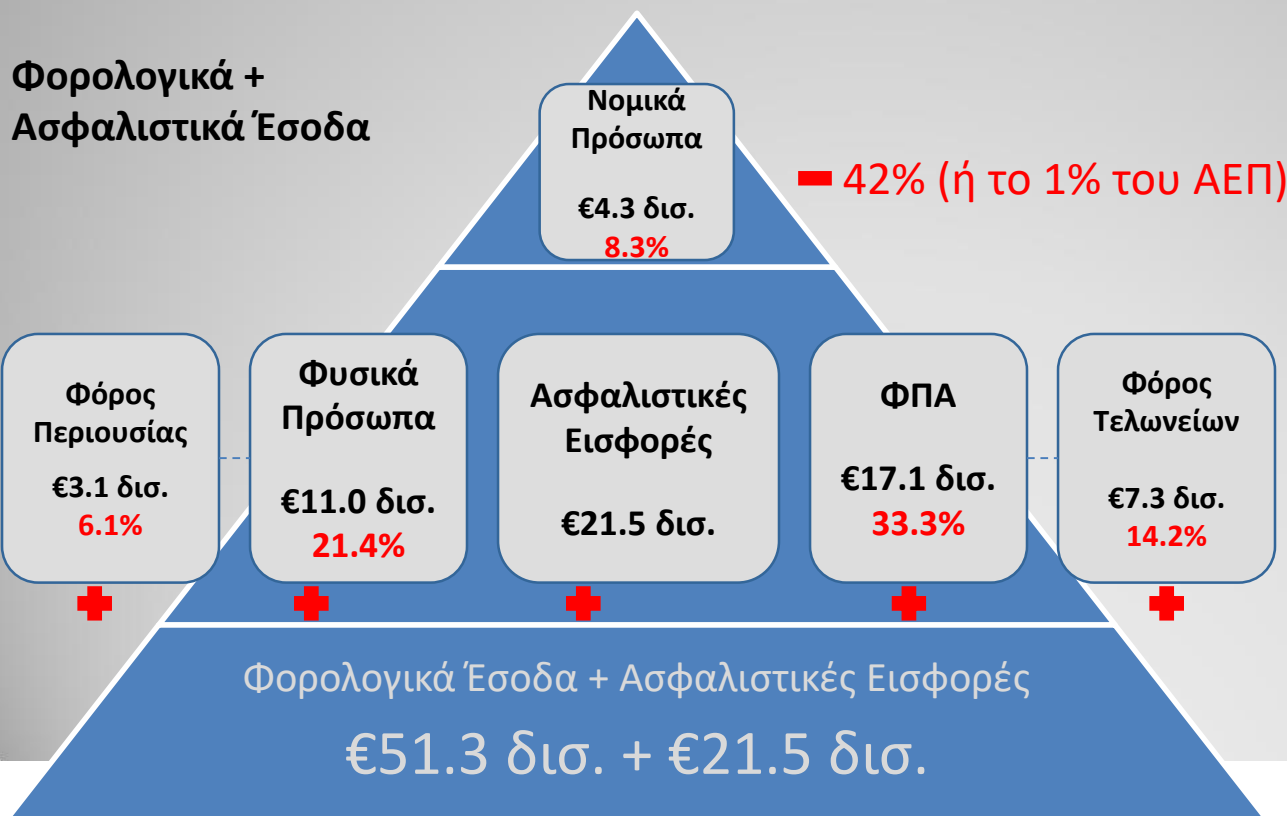 Φορολογικά +
Ασφαλιστικά Έσοδα
Νομικά
Πρόσωπα
€4.3 δισ.
8.3%
42% (ή το 1% του ΑΕΠ)
Φόρος
Περιουσίας
€3.1 δισ.
6.1%
Φυσικά
Πρόσωπα
€11.0 δισ.
21.4%
Ασφαλιστικές
Εισφορές
€21.5 δισ.
ΦΠΑ
€17.1 δισ.
33.3%
Φόρος
Τελωνείων
€7.3 δισ.
14.2%
Φορολογικά Έσοδα + Ασφαλιστικές Εισφορές
€51.3 δισ. + €21.5 δισ.